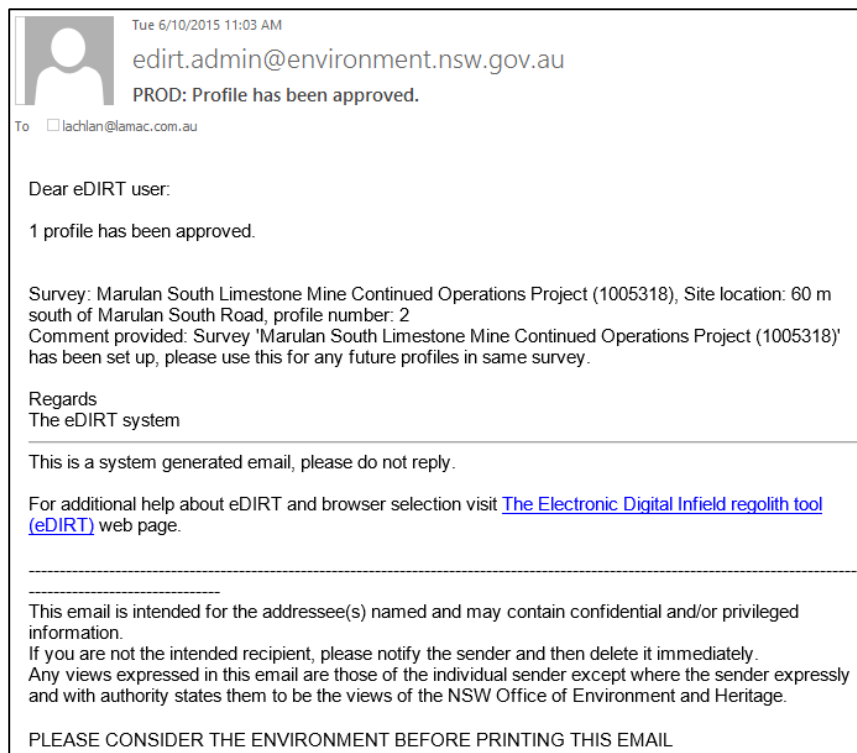 Tue 6/10/2015 11:03 AM
edirt.admin@environment.nsw.gov.au
PROD: Profile has been approved.
To lachlan@lamac.com.au
Dear eDIRT user:
1 profile has been approved.
Survey: Marulan South Limestone Mine Continued Operations Project (1005318), Site location: 60 m
south of Marulan South Road, profile number: 2
Comment provided: Survey 'Marulan South Limestone Mine Continued Operations Project (1005318)'
has been set up, please use this for any future profiles in same survey.
Regards
The eDIRT system
This is a system generated email, please do not reply.
For additional help about eDIRT and browser selection visit The Electronic Digital Infield regolith tool
(eDIRT) web page.
--------------------------------------------------------------------------------------------------------------------------------------
-------------------------------
This email is intended for the addressee(s) named and may contain confidential and/or privileged
information.
If you are not the intended recipient, please notify the sender and then delete it immediately.
Any views expressed in this email are those of the individual sender except where the sender expressly
and with authority states them to be the views of the NSW Office of Environment and Heritage.
PLEASE CONSIDER THE ENVIRONMENT BEFORE PRINTING THIS EMAIL